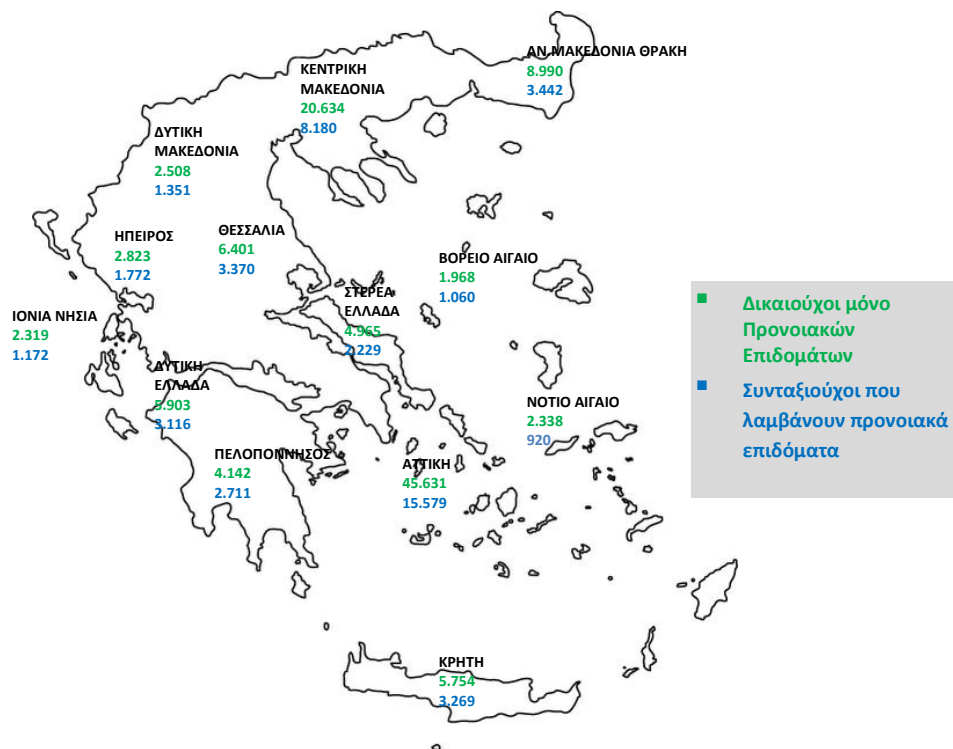 ΑΝ.ΜΑΚΕΔΟΝΙΑ ΘΡΑΚΗ
8.990
3.442
ΚΕΝΤΡΙΚΗ
ΜΑΚΕΔΟΝΙΑ
20.634
8.180
ΔΥΤΙΚΗ
ΜΑΚΕΔΟΝΙΑ
2.508
1.351
ΗΠΕΙΡΟΣ
2.823
1.772
ΘΕΣΣΑΛΙΑ
6.401
3.370
ΒΟΡΕΙΟ ΑΙΓΑΙΟ
1.968
1.060
ΣΤΕΡΕΑ
ΕΛΛΑΔΑ
4.965
2.229
ΙΟΝΙΑ ΝΗΣΙΑ
2.319
1.172
ΔΥΤΙΚΗ
ΕΛΛΑΔΑ
5.903
3.116
ΝΟΤΙΟ ΑΙΓΑΙΟ
2.338
920
ΠΕΛΟΠΟΝΝΗΣΟΣ
4.142
2.711
ΑΤΤΙΚΗ
45.631
15.579
ΚΡΗΤΗ
5.754
3.269
Δικαιούχοι μόνο
Προνοιακών
Επιδομάτων
Συνταξιούχοι που
λαμβάνουν προνοιακά
επιδόματα